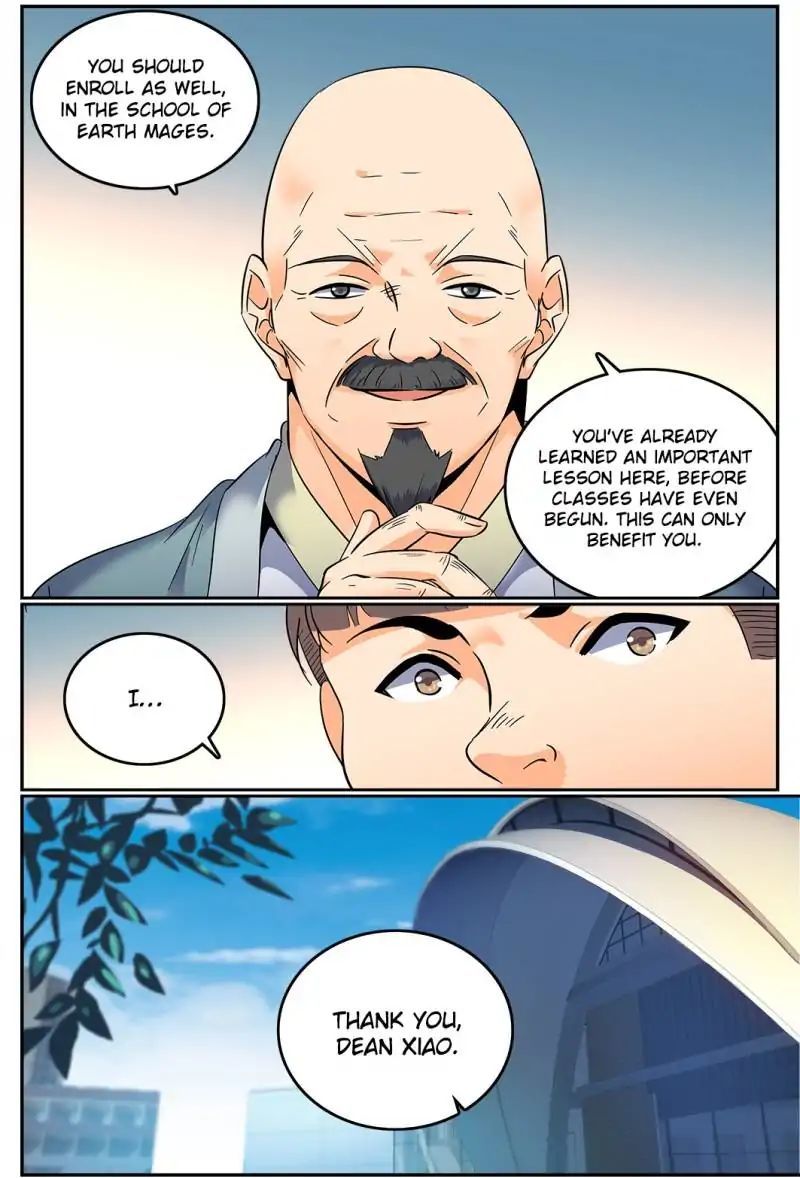 YOU SHOULD
ENROLL AS WELL,
IN THE SCHOOL OF
EARTH MAGES.
YOU'VE ALREADY
LEARNED AN IMPORTANT
LESSON HERE, BEFORE
CLASSES HAVE EVEN
BEGUN. THIS CAN ONLY
BENEFIT YOU.
I...
THANK YOU,
DEAN XIAO.